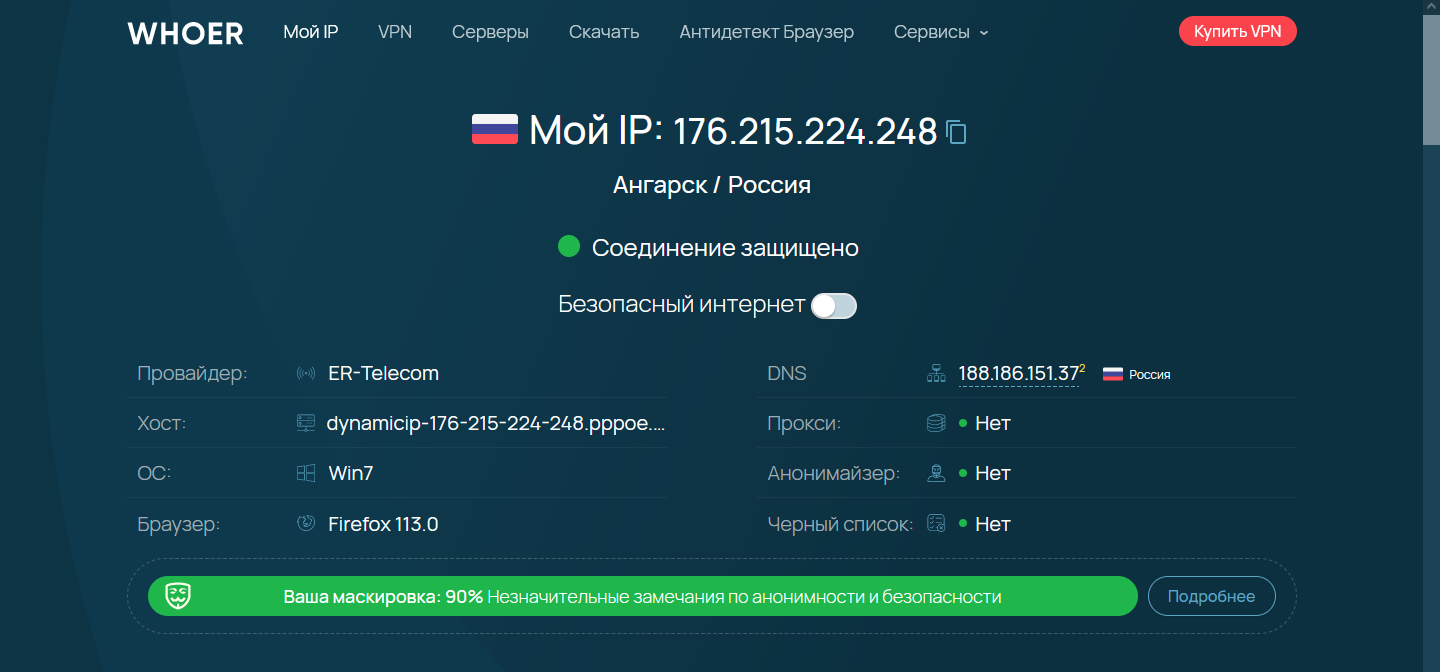 WHOER Мой IP VPN Серверы Скачать Антидетект Браузер Сервисы Купить VPN
Мой IP: 176.215.224.248
Ангарск / Россия
Соединение защищено
Безопасный интернет
Провайдер: ER-Telecom DNS 188.186.151.37² Россия
Хост: dynamicip-176-215-224-248.pppoe.... Прокси: Нет
ОС: Win7 Анонимайзер: Нет
Браузер: Firefox 113.0 Черный список: Нет
Ваша маскировка: 90% Незначительные замечания по анонимности и безопасности Подробнее